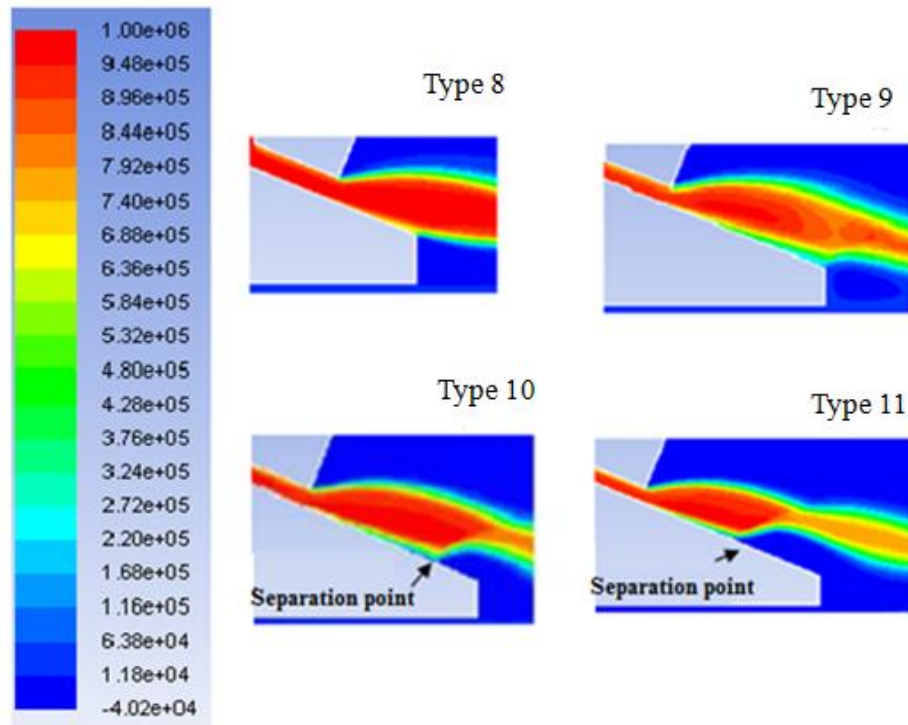 1.00e+06
9.48e+05
8.96e+05
8.44e+05
7.92e+05
7.40e+05
6.88e+05
6.36e+05
5.84e+05
5.32e+05
4.80e+05
4.28e+05
3.76e+05
3.24e+05
2.72e+05
2.20e+05
1.68e+05
1.16e+05
6.38e+04
1.18e+04
-4.02e+04
Type 8
Type 9
Type 10
Type 11
Separation point
Separation point